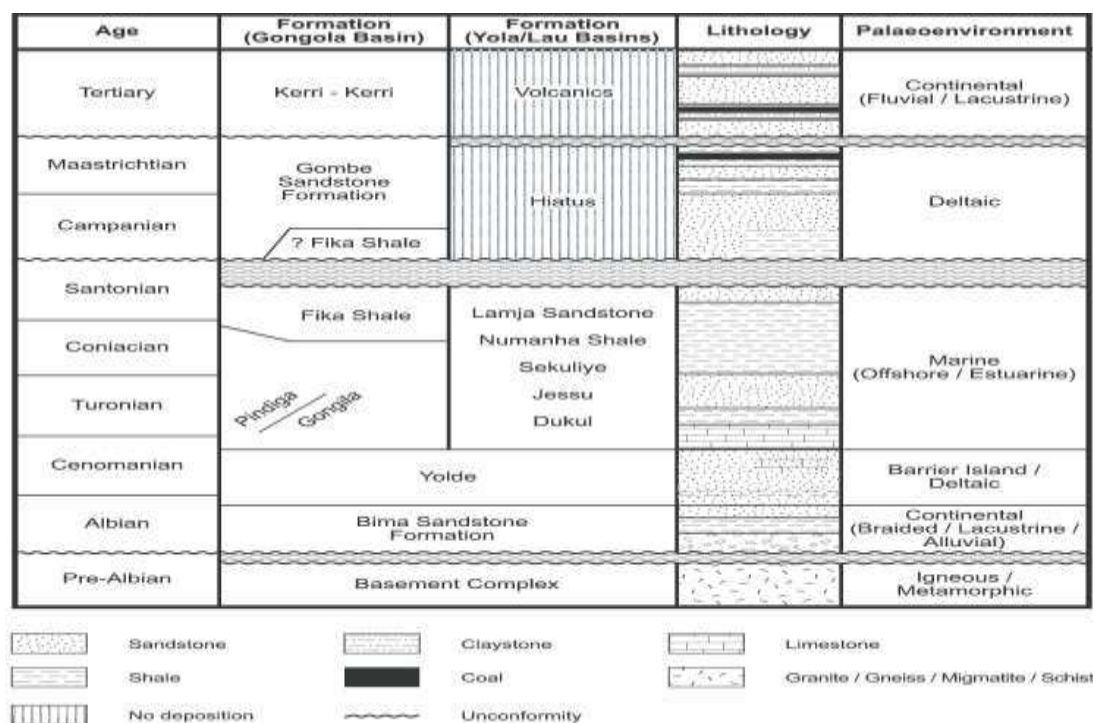 Age
Formation
(Gongola Basin)
Formation
(Yola/Lau Basins)
Lithology
Palaeoenvironment
Tertiary
Kerri - Kerri
Volcanics
Continental
(Fluvial / Lacustrine)
Maastrichtian
Gombe
Sandstone
Formation
Hiatus
Deltaic
Campanian
? Fika Shale
Santonian
Fika Shale
Lamja Sandstone
Coniacian
Numanha Shale
Sekuliye
Marine
(Offshore / Estuarine)
Turonian
Pindiga
Gongila
Jessu
Dukul
Cenomanian
Yolde
Barrier Island /
Deltaic
Albian
Bima Sandstone
Formation
Continental
(Braided / Lacustrine /
Alluvial)
Pre-Albian
Basement Complex
Igneous /
Metamorphic
Sandstone
Claystone
Limestone
Shale
Coal
Granite / Gneiss / Migmatite / Schist
No deposition
Unconformity